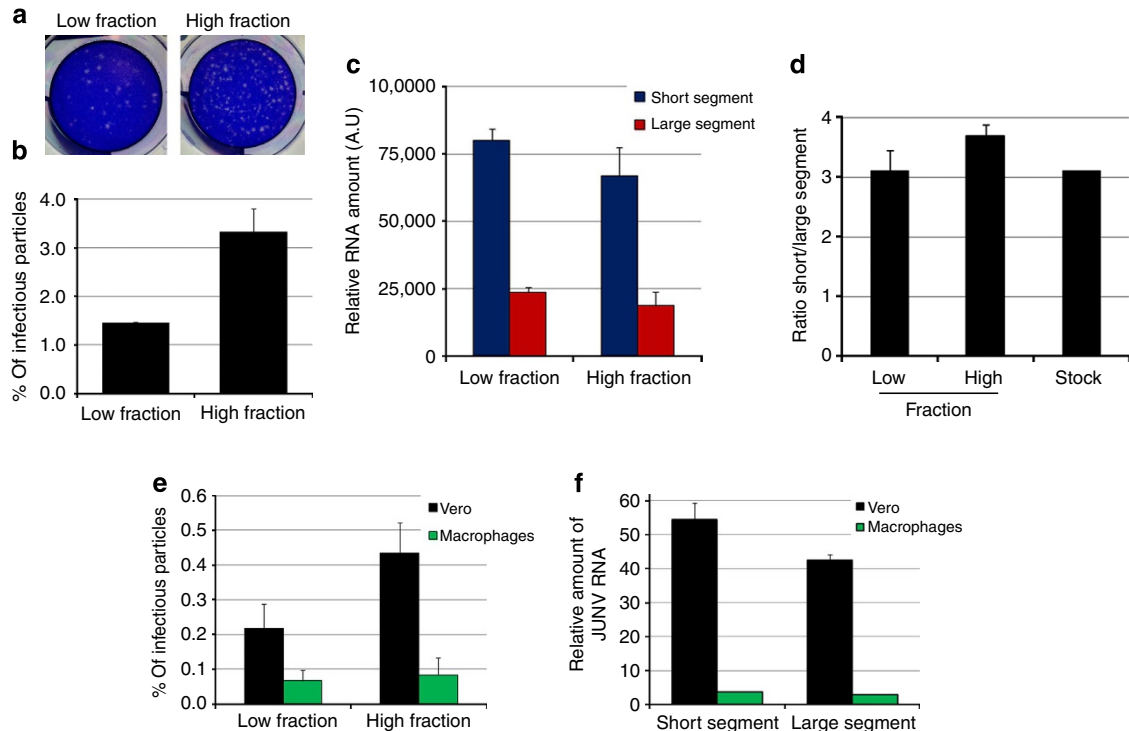 a
Low fraction
High fraction
b
% Of infectious particles
4.0
3.0
2.0
1.0
0.0
Low fraction
High fraction
c
Relative RNA amount (A.U)
10,0000
75,000
50,000
25,000
0
Short segment
Large segment
Low fraction
High fraction
d
Ratio short/large segment
4
3
2
1
0
Low
High
Stock
Fraction
e
% Of infectious particles
0.6
0.5
0.4
0.3
0.2
0.1
0.0
Vero
Macrophages
Low fraction
High fraction
f
Relative amount of
JUNV RNA
60
50
40
30
20
10
0
Vero
Macrophages
Short segment
Large segment